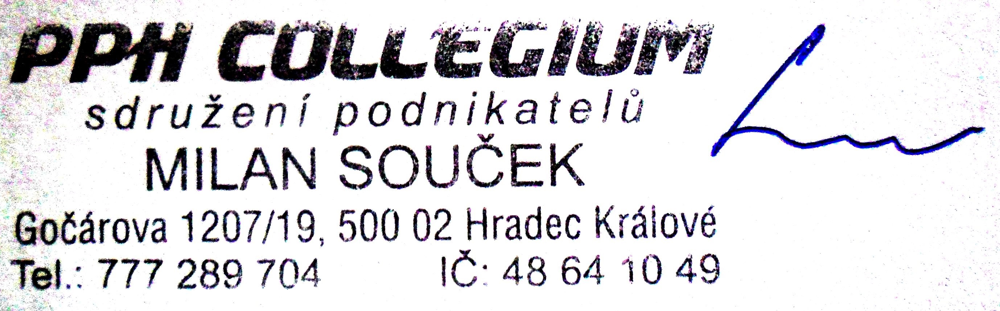 PPH COLLEGIUM
sdružení podnikatelů
MILAN SOUČEK
Gočárova 1207/19, 500 02 Hradec Králové
Tel.: 777 289 704 IČ: 48 64 10 49